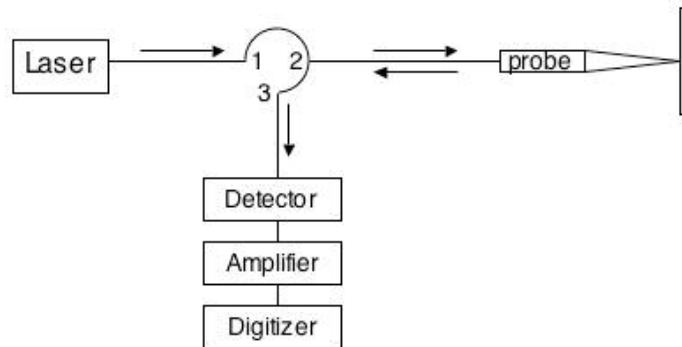 Laser
1 2
3
probe
Detector
Amplifier
Digitizer